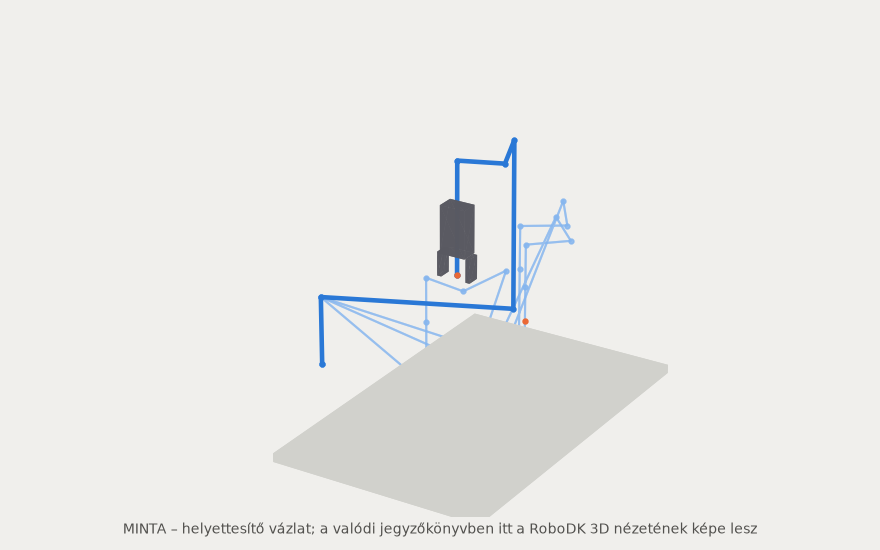 MINTA – helyettesítő vázlat; a valódi jegyzőkönyvben itt a RoboDK 3D nézetének képe lesz